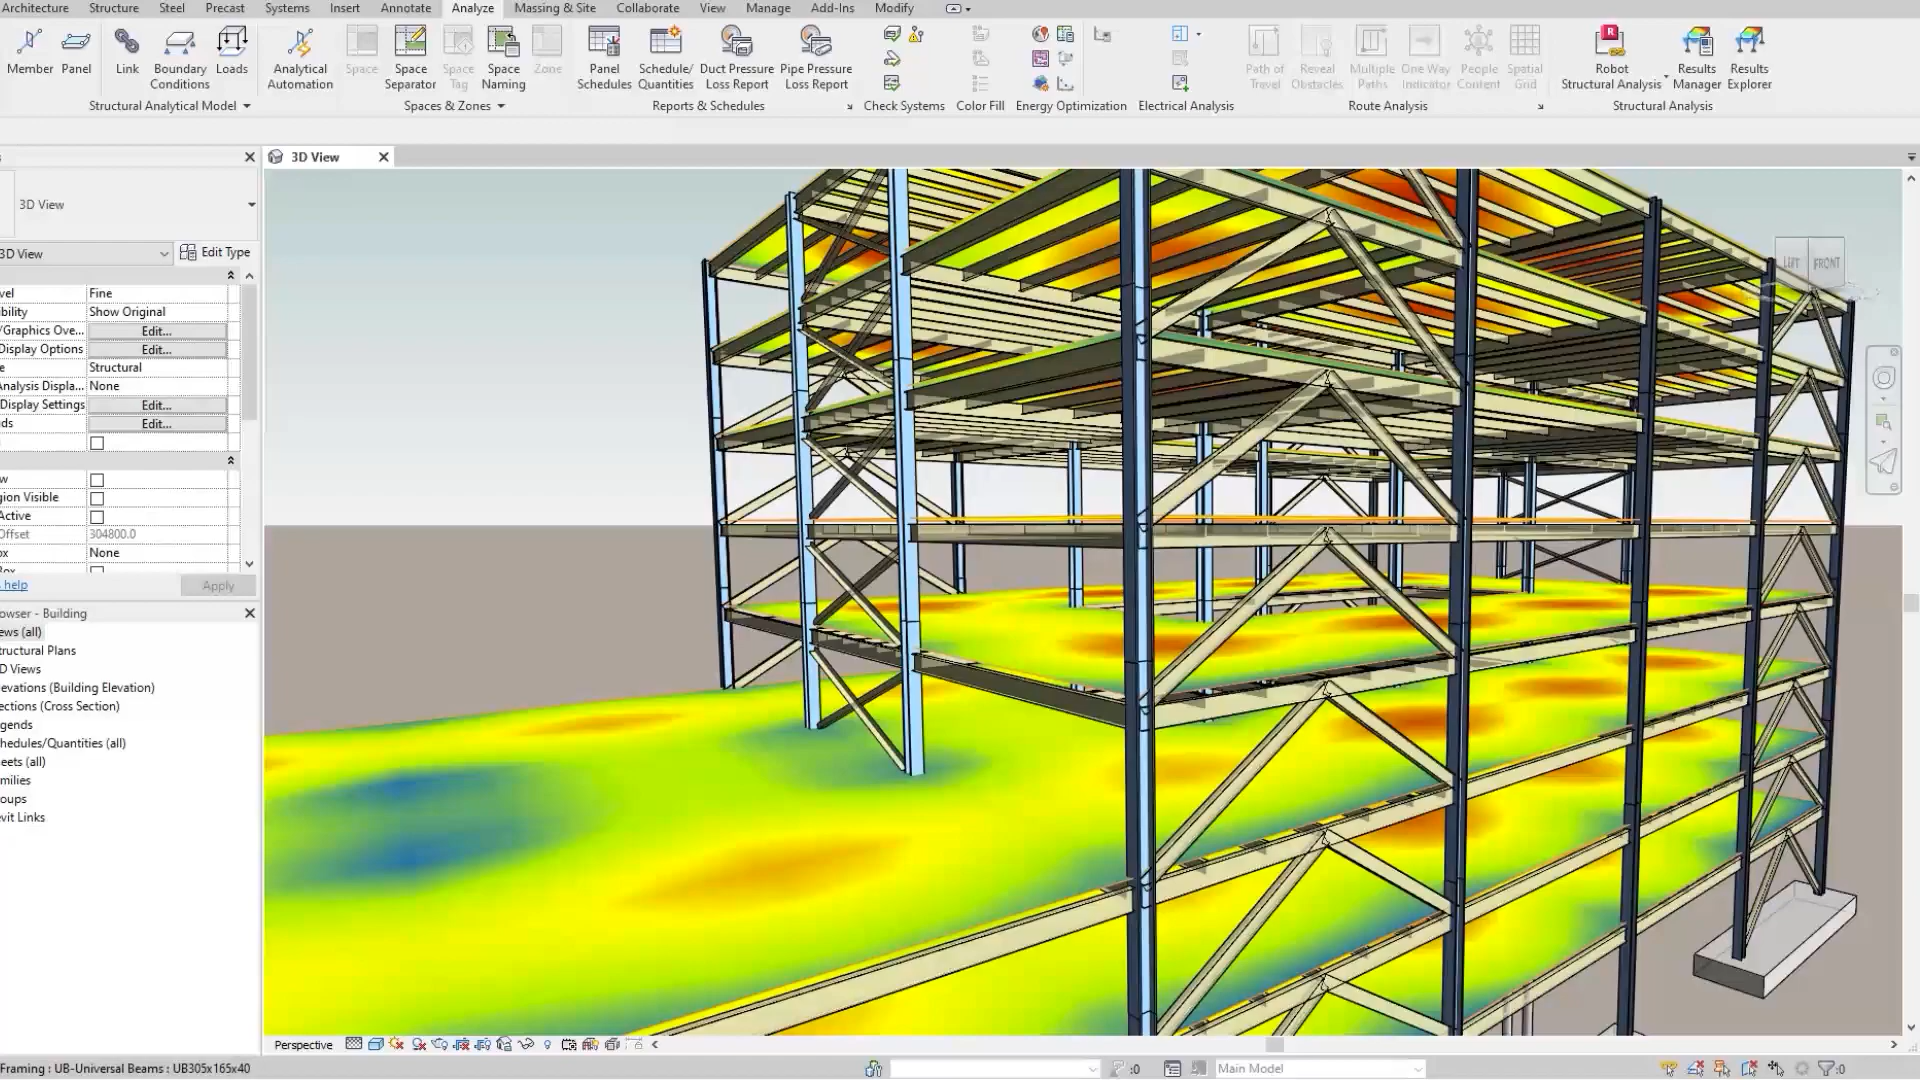 Architecture Structure Steel Precast Systems Insert Annotate Analyze Massing & Site Collaborate View Manage Add-Ins Modify
Member Panel Link Boundary Conditions Loads Analytical Automation Space Space Separator Space Tag Space Naming Zone Panel Schedules Schedule/ Quantities Duct Pressure Loss Report Pipe Pressure Loss Report Path of Travel Reveal Obstacles Multiple Paths One Way Indicator People Content Spatial Grid Robot Structural Analysis Results Manager Results Explorer
Structural Analytical Model Spaces & Zones Reports & Schedules Check Systems Color Fill Energy Optimization Electrical Analysis Route Analysis Structural Analysis
3D View
3D View
3D View Edit Type
vel Fine
ibility Show Original
/Graphics Ove... Edit...
Display Options Edit...
e Structural
Analysis Displa... None
Display Settings Edit...
ds Edit...
w
gion Visible
Active
Offset 304800.0
ox None
Box
s help Apply
owser - Building
ews (all)
tructural Plans
D Views
evations (Building Elevation)
ections (Cross Section)
gends
hedules/Quantities (all)
eets (all)
milies
oups
evit Links
FRONT
Perspective
Framing : UB-Universal Beams : UB305x165x40 :0 Main Model :0